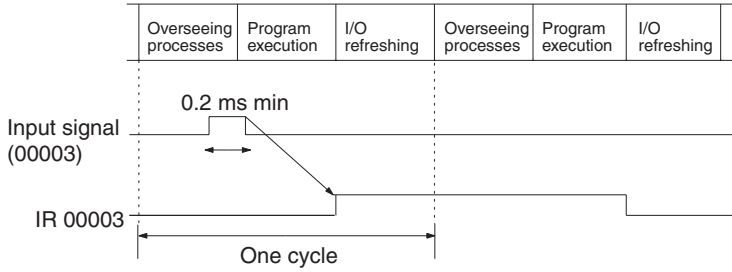 Overseeing processes
Program execution
I/O refreshing
Overseeing processes
Program execution
I/O refreshing
0.2 ms min
Input signal
(00003)
IR 00003
One cycle